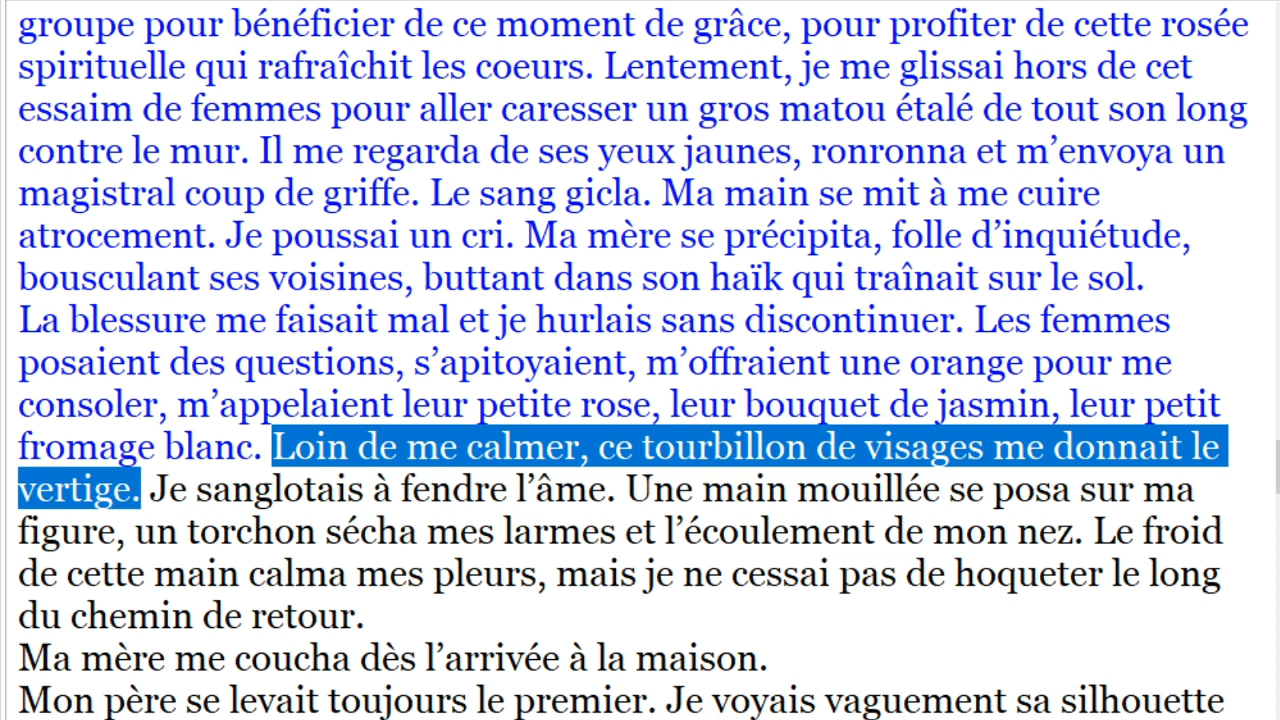 groupe pour bénéficier de ce moment de grâce, pour profiter de cette rosée
spirituelle qui rafraîchit les coeurs. Lentement, je me glissai hors de cet
essaim de femmes pour aller caresser un gros matou étalé de tout son long
contre le mur. Il me regarda de ses yeux jaunes, ronronna et m’envoya un
magistral coup de griffe. Le sang gicla. Ma main se mit à me cuire
atrocement. Je poussai un cri. Ma mère se précipita, folle d’inquiétude,
bousculant ses voisines, buttant dans son haïk qui traînait sur le sol.
La blessure me faisait mal et je hurlais sans discontinuer. Les femmes
posaient des questions, s’apitoyaient, m’offraient une orange pour me
consoler, m’appelaient leur petite rose, leur bouquet de jasmin, leur petit
fromage blanc. Loin de me calmer, ce tourbillon de visages me donnait le
vertige. Je sanglotais à fendre l’âme. Une main mouillée se posa sur ma
figure, un torchon sécha mes larmes et l’écoulement de mon nez. Le froid
de cette main calma mes pleurs, mais je ne cessai pas de hoqueter le long
du chemin de retour.
Ma mère me coucha dès l’arrivée à la maison.
Mon père se levait toujours le premier. Je voyais vaguement sa silhouette